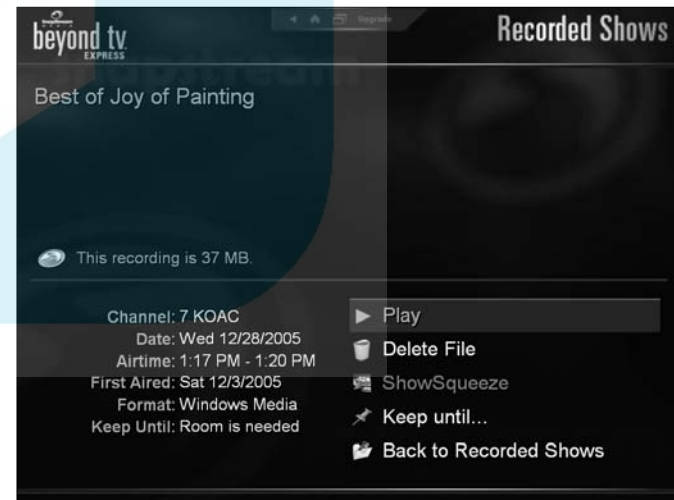 beyond tv
EXPRESS
Upgrade
Recorded Shows
snapstream
Best of Joy of Painting
This recording is 37 MB.
Channel: 7 KOAC
Date: Wed 12/28/2005
Airtime: 1:17 PM - 1:20 PM
First Aired: Sat 12/3/2005
Format: Windows Media
Keep Until: Room is needed
Play
Delete File
ShowSqueeze
Keep until...
Back to Recorded Shows